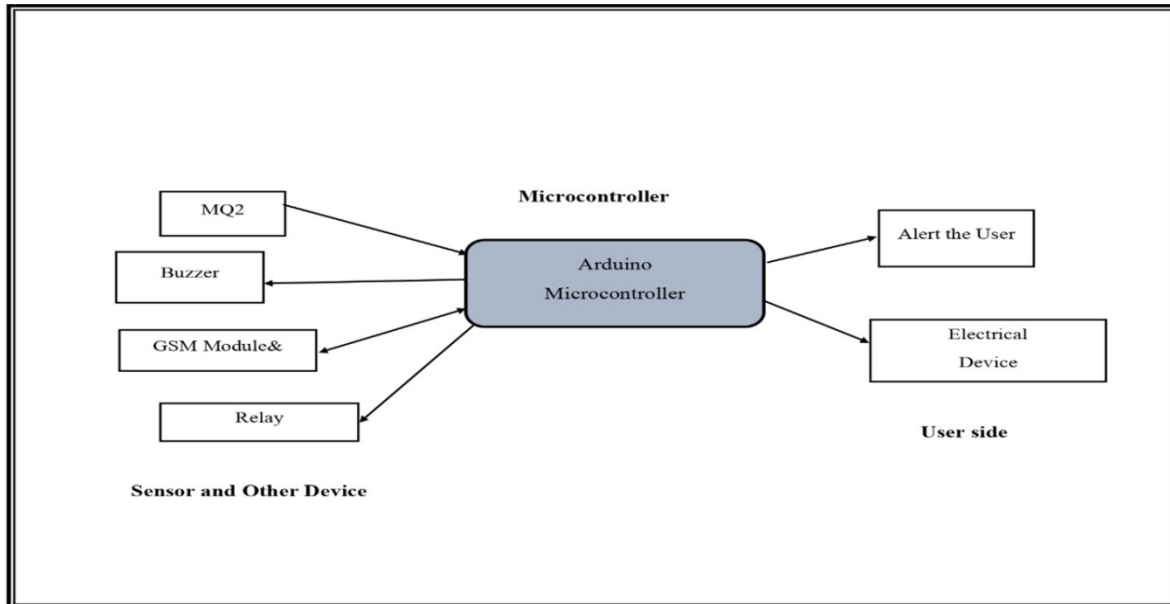 Microcontroller
MQ2
Buzzer
GSM Module&
Relay
Sensor and Other Device
Arduino
Microcontroller
Alert the User
Electrical
Device
User side